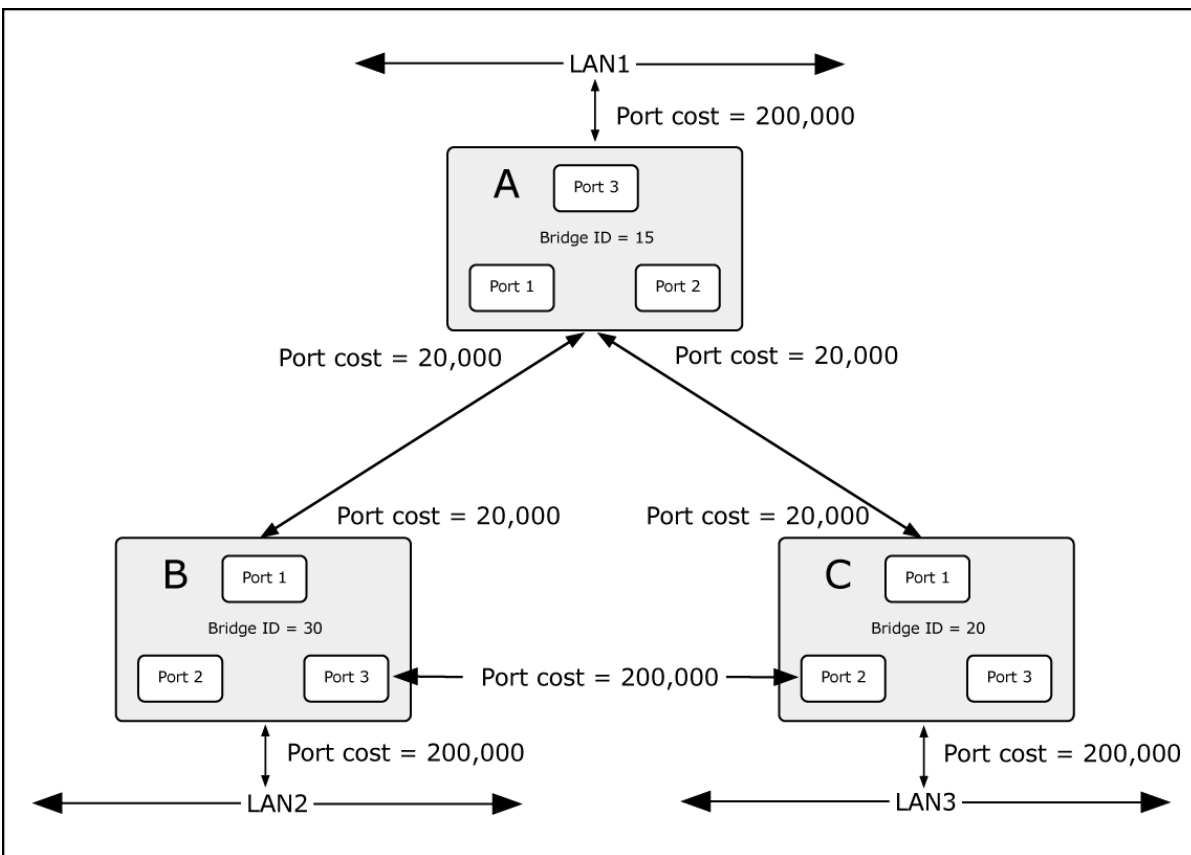 LAN1
Port cost = 200,000
A
Port 3
Bridge ID = 15
Port 1
Port 2
Port cost = 20,000
Port cost = 20,000
Port cost = 20,000
Port cost = 20,000
B
Port 1
Bridge ID = 30
Port 2
Port 3
C
Port 1
Bridge ID = 20
Port 2
Port 3
Port cost = 200,000
Port cost = 200,000
LAN2
Port cost = 200,000
LAN3